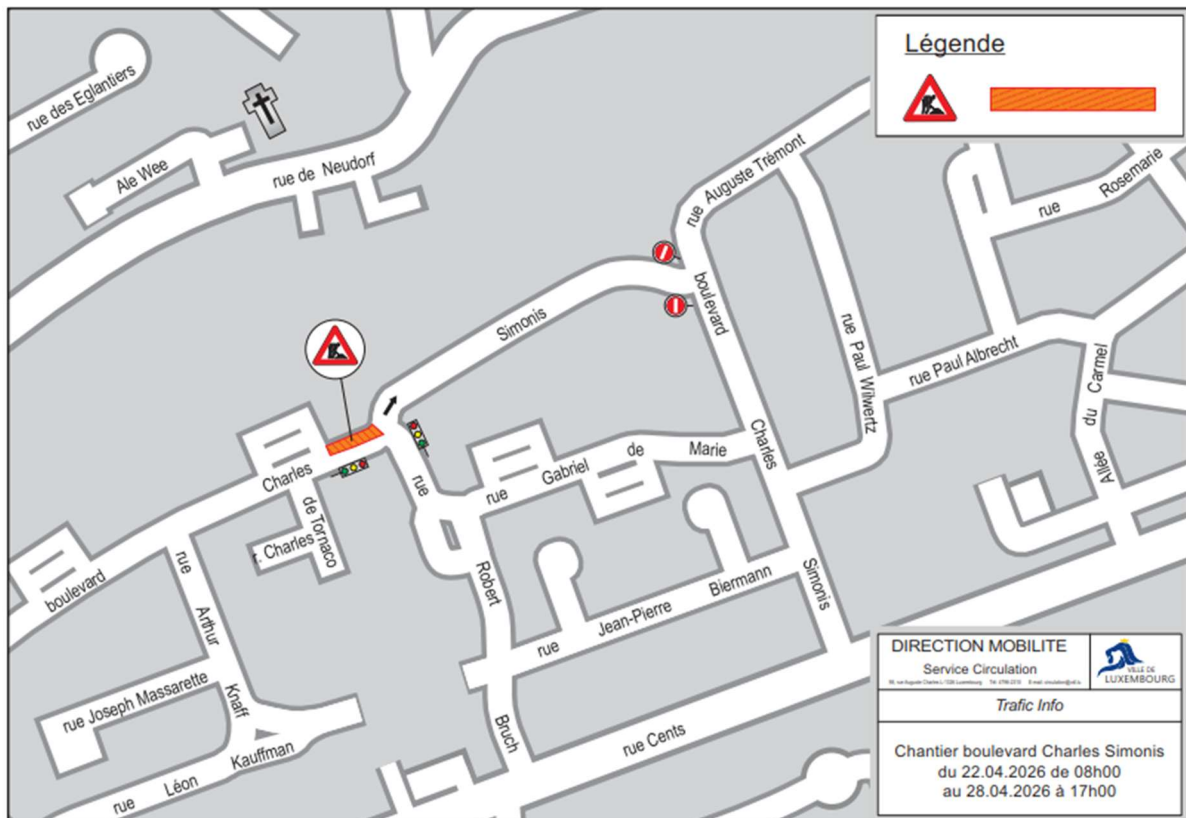 Légende
rue des Eglantiers
Ale Wee
rue de Neudorf
rue Auguste Trémont
rue Rosemarie
boulevard
Simonis
rue Paul Wilwertz
rue Paul Albrecht
Allée du Carmel
Charles
rue Gabriel de Marie
Charles
rue
de Tornaco
r. Charles
boulevard
rue Arthur Knaff
Robert
rue Jean-Pierre Biermann
Simonis
rue Joseph Massarette
Bruch
rue Cents
rue Léon Kauffman
DIRECTION MOBILITE
Service Circulation
VILLE DE
LUXEMBOURG
Trafic Info
Chantier boulevard Charles Simonis
du 22.04.2026 de 08h00
au 28.04.2026 à 17h00